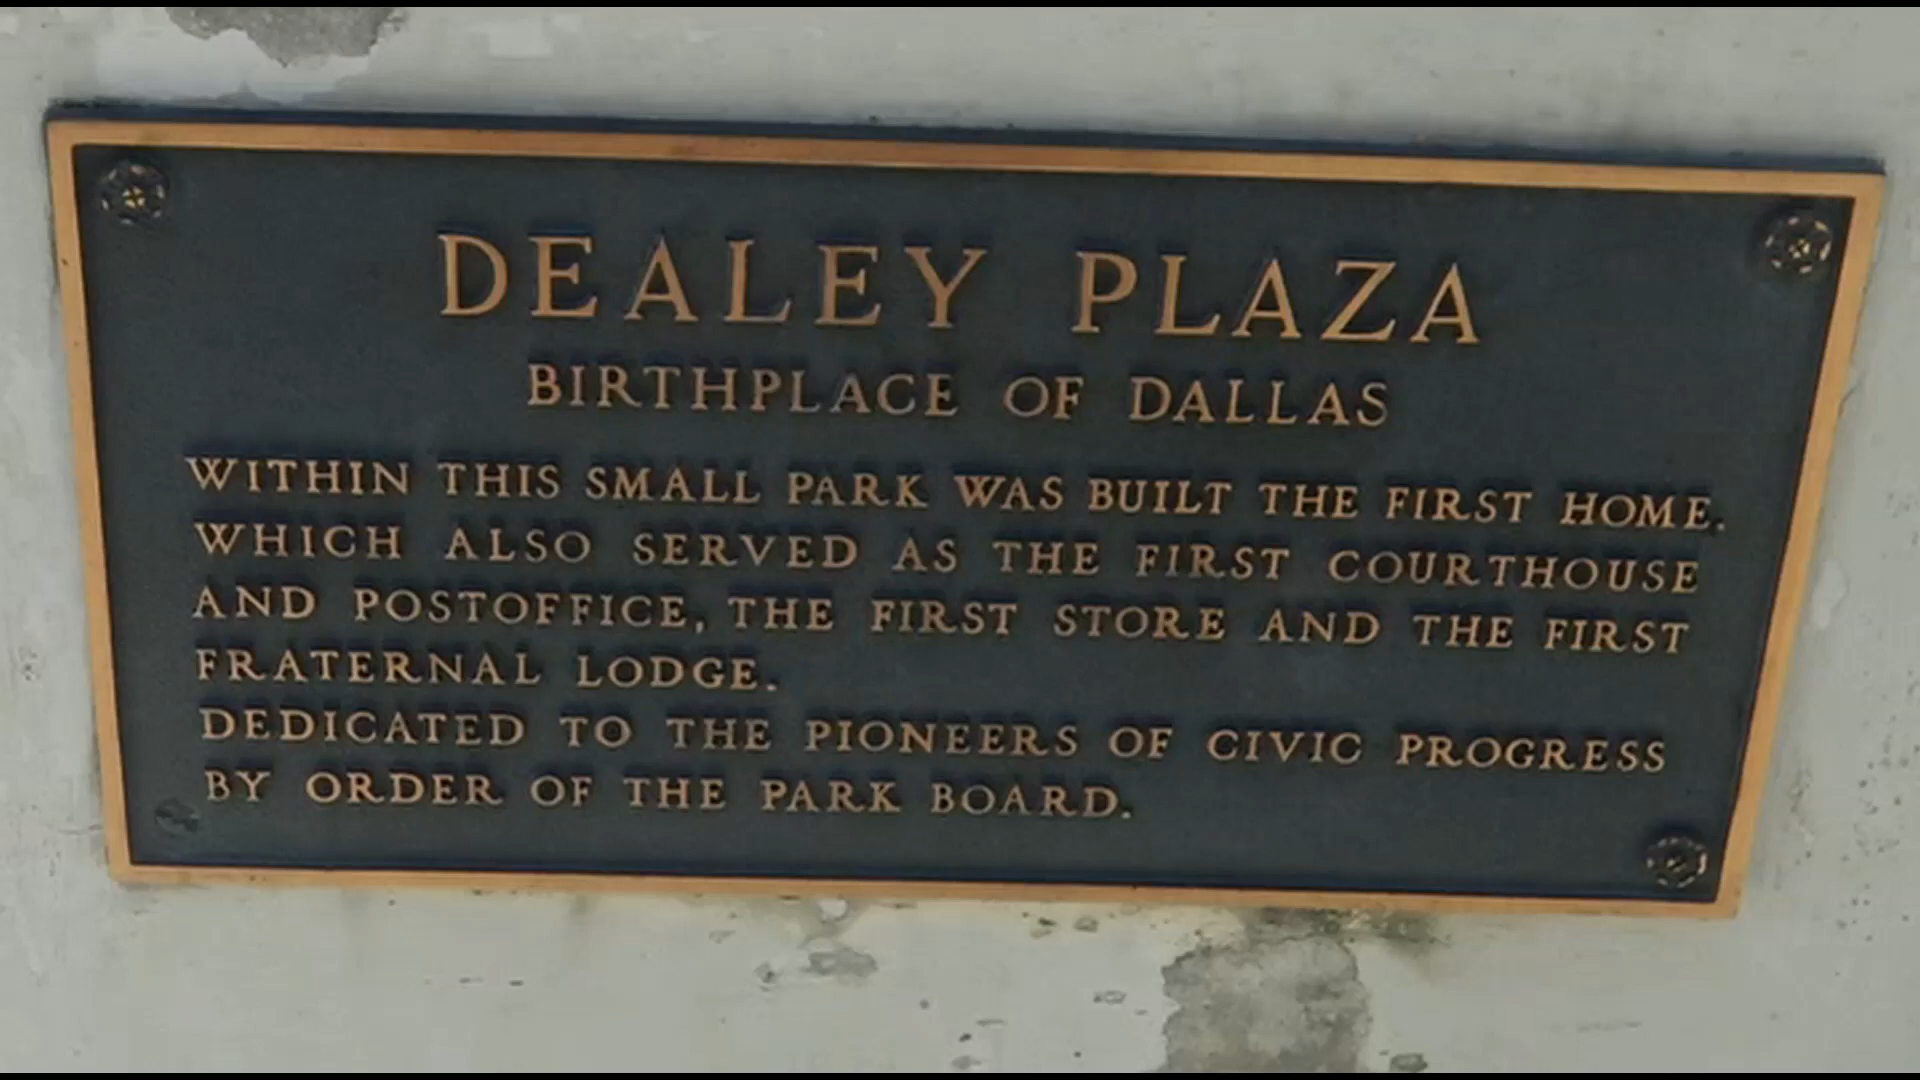 DEALEY PLAZA
BIRTHPLACE OF DALLAS
WITHIN THIS SMALL PARK WAS BUILT THE FIRST HOME.
WHICH ALSO SERVED AS THE FIRST COURTHOUSE
AND POSTOFFICE, THE FIRST STORE AND THE FIRST
FRATERNAL LODGE.
DEDICATED TO THE PIONEERS OF CIVIC PROGRESS
BY ORDER OF THE PARK BOARD.